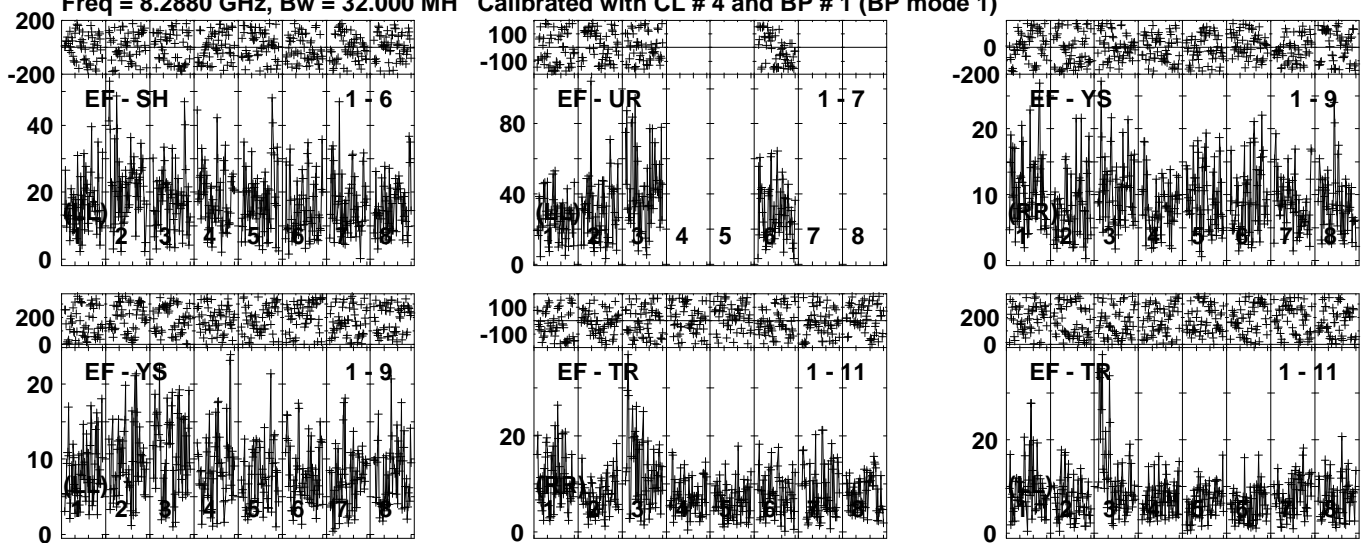 Freq = 8.2880 GHz, Bw = 32.000 MH Calibrated with CL # 4 and BP # 1 (BP mode 1)
200
-200
EF - SH 1 - 6
40
20
0
(LL)
1 2 3 4 5 6 7 8
100
-100
EF - UR 1 - 7
80
40
0
(LL)
1 2 3 4 5 6 7 8
0
-200
EF - YS 1 - 9
20
10
0
(RR)
1 2 3 4 5 6 7 8
200
0
EF - YS 1 - 9
20
10
0
(LL)
1 2 3 4 5 6 7 8
100
-100
EF - TR 1 - 11
20
0
(RR)
1 2 3 4 5 6 7 8
200
0
EF - TR 1 - 11
20
0
(LL)
1 2 3 4 5 6 7 8